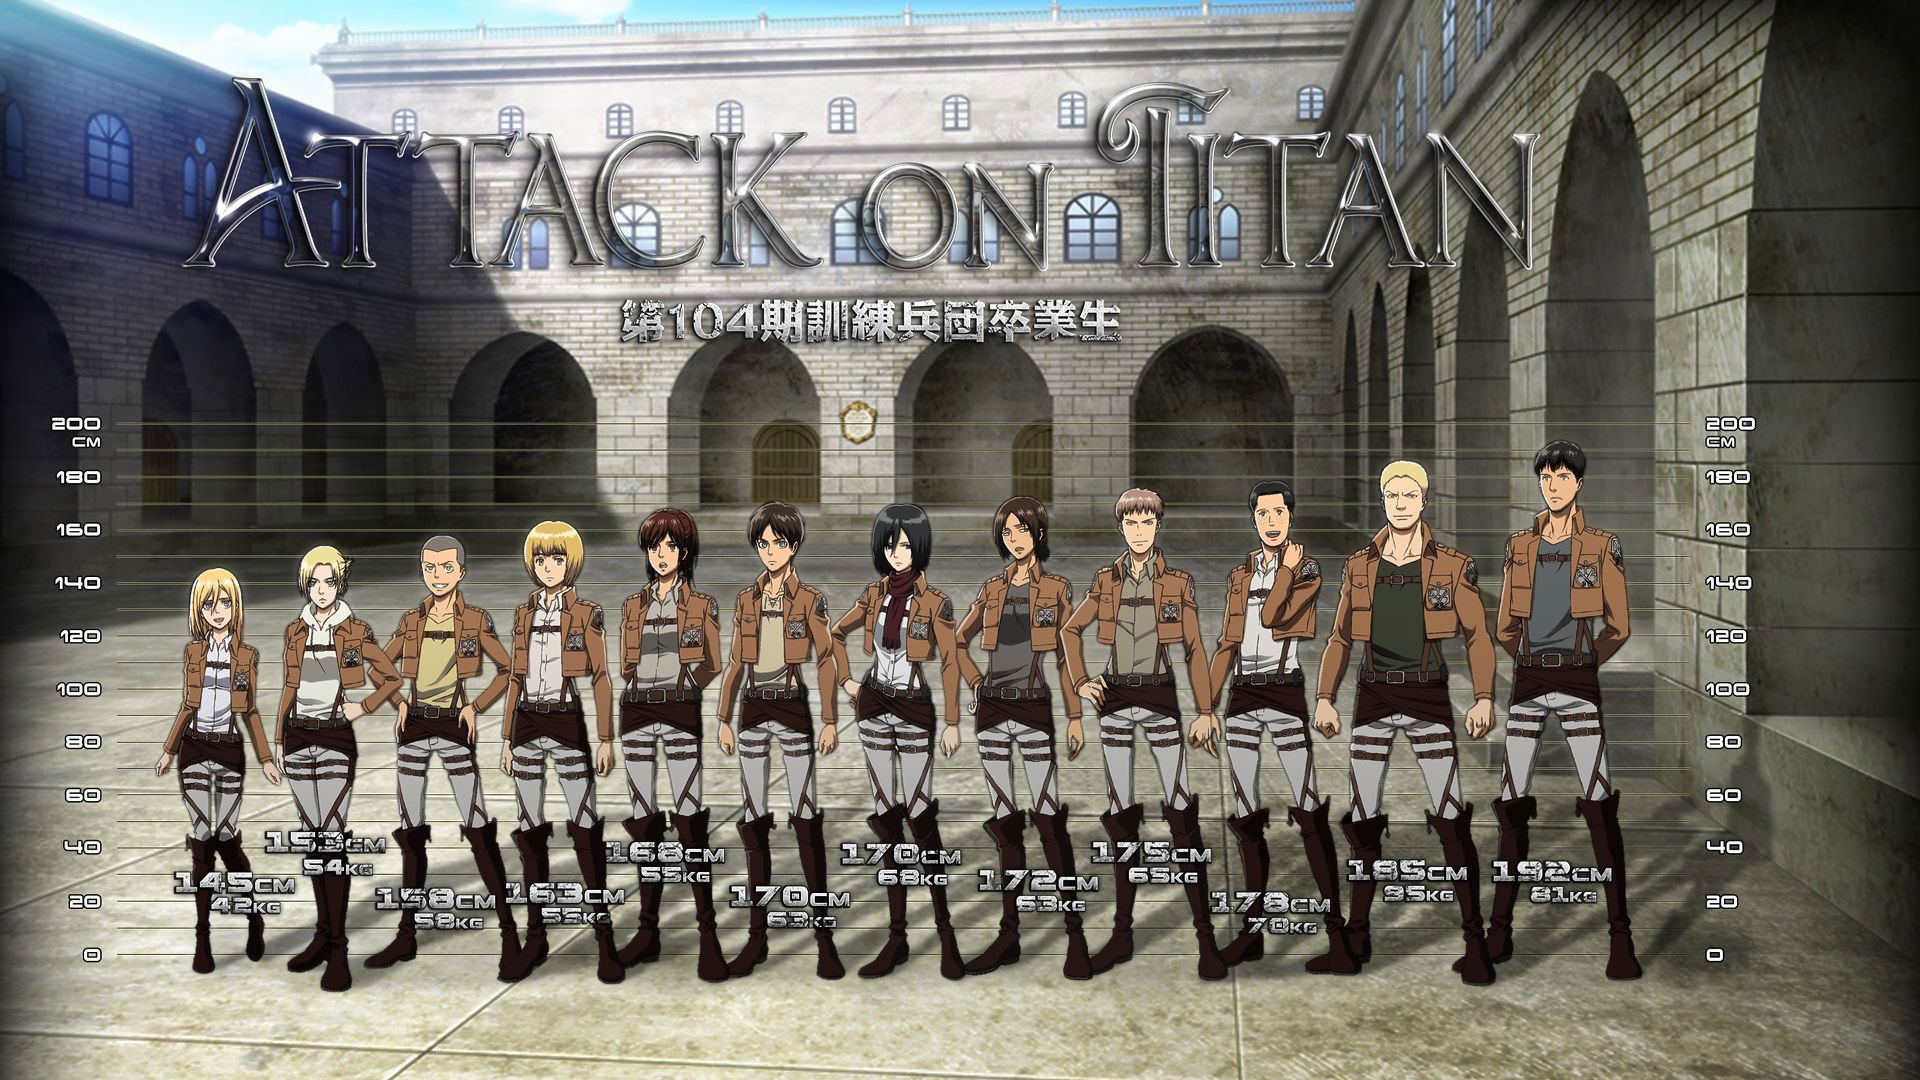 ATTACK ON TITAN
第104期訓練兵団卒業生
200 CM
180
160
140
120
100
80
60
40
20
0
145CM
42KG
153CM
54KG
158CM
58KG
163CM
55KG
168CM
55KG
170CM
63KG
170CM
68KG
172CM
63KG
175CM
65KG
178CM
70KG
185CM
95KG
192CM
81KG
200 CM
180
160
140
120
100
80
60
40
20
0